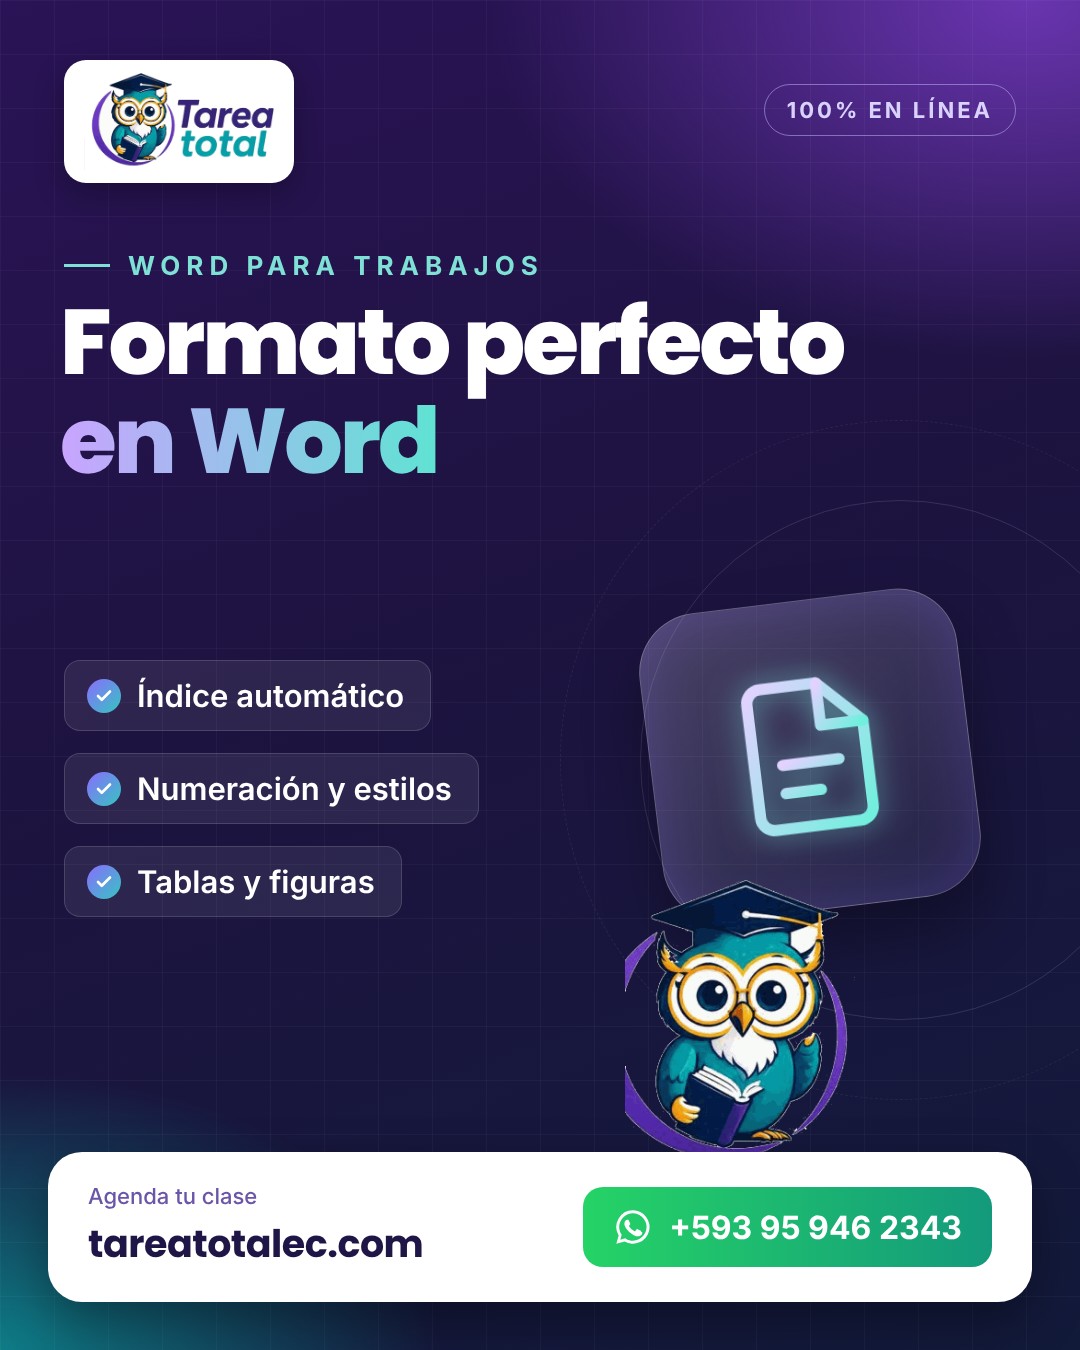 Tarea
total
100% EN LÍNEA
WORD PARA TRABAJOS
Formato perfecto
en Word
Índice automático
Numeración y estilos
Tablas y figuras
Agenda tu clase
tareatotalec.com
+593 95 946 2343